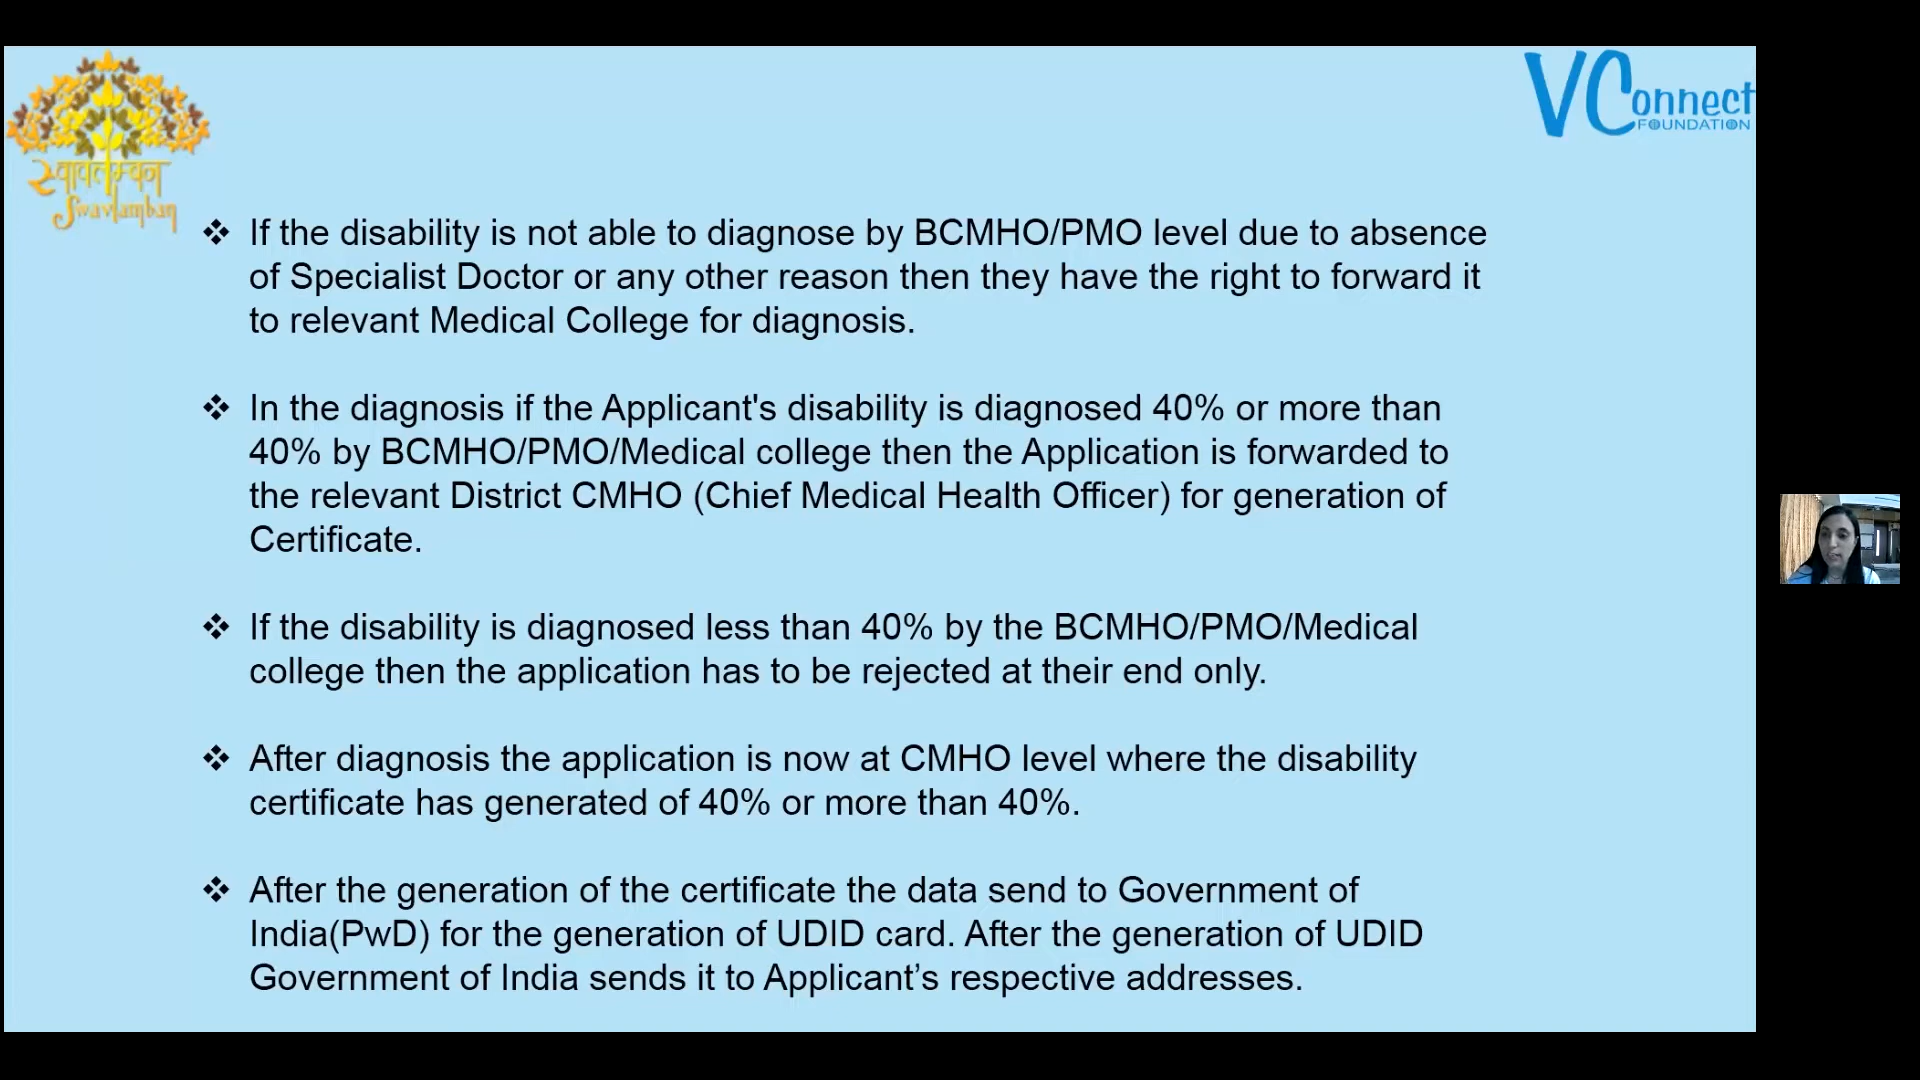 स्वावलम्बन
Swavlamban
VConnect
FOUNDATION
❖ If the disability is not able to diagnose by BCMHO/PMO level due to absence
of Specialist Doctor or any other reason then they have the right to forward it
to relevant Medical College for diagnosis.
❖ In the diagnosis if the Applicant's disability is diagnosed 40% or more than
40% by BCMHO/PMO/Medical college then the Application is forwarded to
the relevant District CMHO (Chief Medical Health Officer) for generation of
Certificate.
❖ If the disability is diagnosed less than 40% by the BCMHO/PMO/Medical
college then the application has to be rejected at their end only.
❖ After diagnosis the application is now at CMHO level where the disability
certificate has generated of 40% or more than 40%.
❖ After the generation of the certificate the data send to Government of
India(PwD) for the generation of UDID card. After the generation of UDID
Government of India sends it to Applicant’s respective addresses.